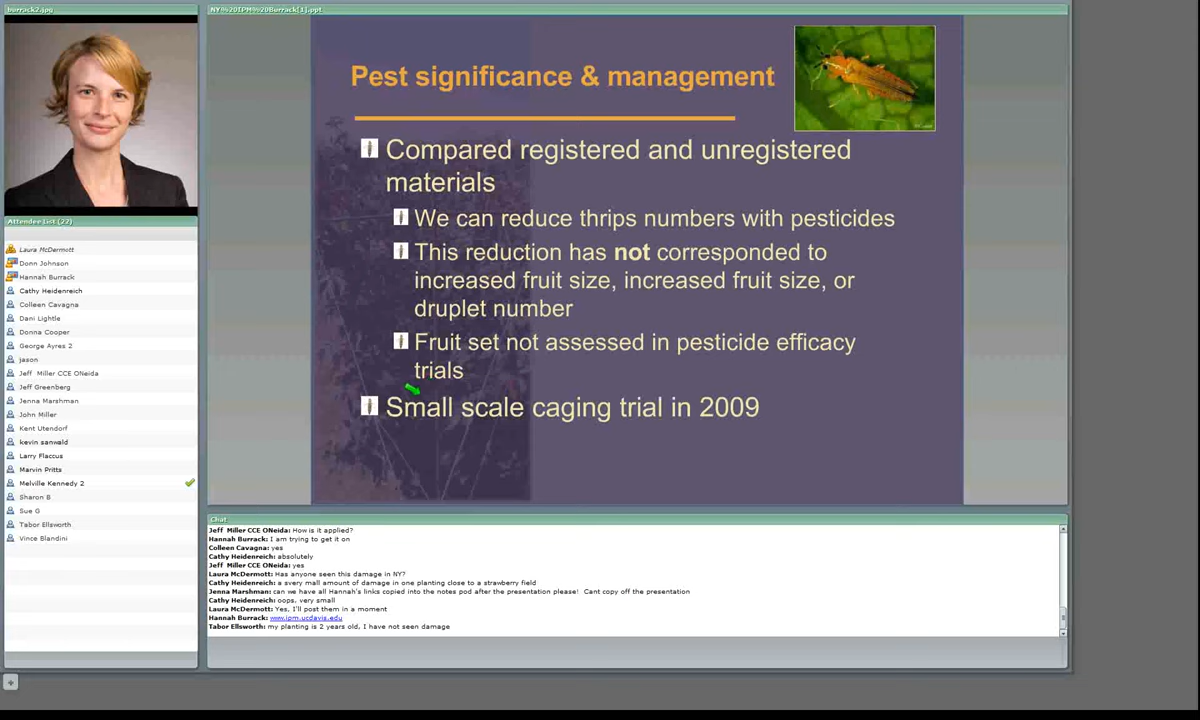 burrack2.jpg
Attendee List (22)
Laura McDermott
Donn Johnson
Hannah Burrack
Cathy Heidenreich
Colleen Cavagna
Dani Lightle
Donna Cooper
George Ayres 2
jason
Jeff Miller CCE ONeida
Jeff Greenberg
Jenna Marshman
John Miller
Kent Utendorf
kevin sanwald
Larry Flaccus
Marvin Pritts
Melville Kennedy 2
Sharon B
Sue G
Tabor Ellsworth
Vince Blandini
NY%20IPM%20Burrack[1].ppt
Pest significance & management
Compared registered and unregistered
materials
We can reduce thrips numbers with pesticides
This reduction has not corresponded to
increased fruit size, increased fruit size, or
druplet number
Fruit set not assessed in pesticide efficacy
trials
Small scale caging trial in 2009
Chat
Jeff Miller CCE ONeida: How is it applied?
Hannah Burrack: I am trying to get it on
Colleen Cavagna: yes
Cathy Heidenreich: absolutely
Jeff Miller CCE ONeida: yes
Laura McDermott: Has anyone seen this damage in NY?
Cathy Heidenreich: a svery mall amount of damage in one planting close to a strawberry field
Jenna Marshman: can we have all Hannah's links copied into the notes pod after the presentation please! Cant copy off the presentation
Cathy Heidenreich: oops, very small
Laura McDermott: Yes, I'll post them in a moment
Hannah Burrack: www.ipm.ucdavis.edu
Tabor Ellsworth: my planting is 2 years old, I have not seen damage